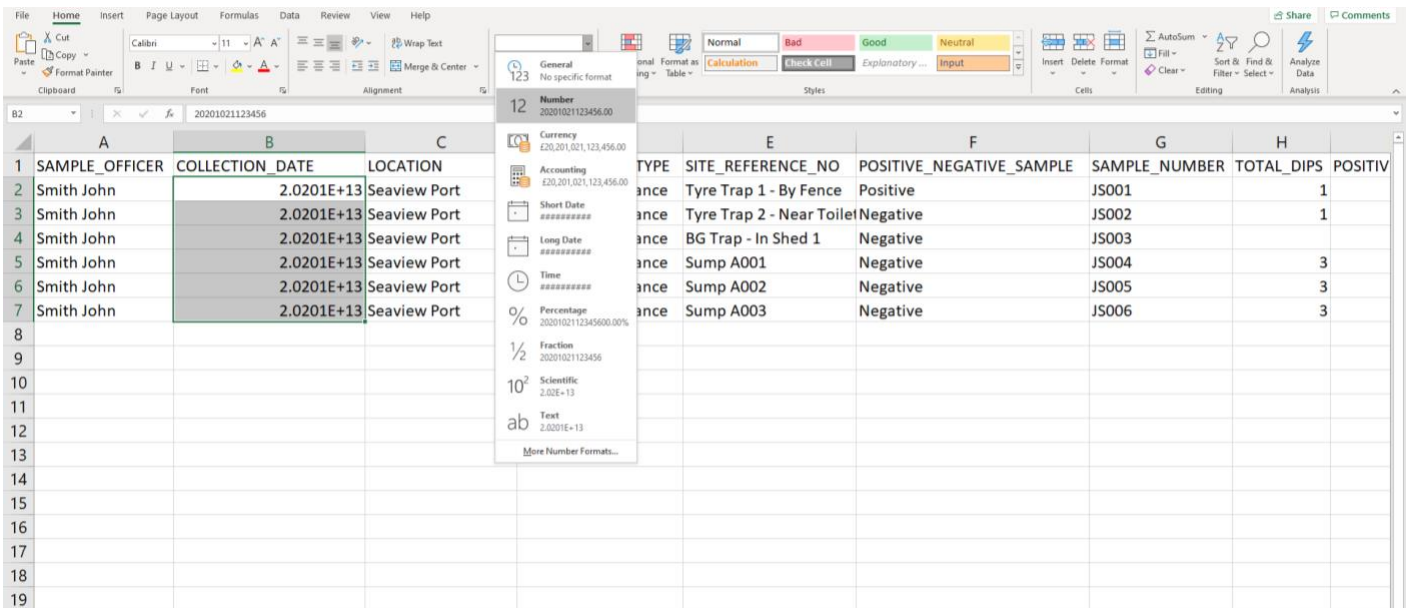 File Home Insert Page Layout Formulas Data Review View Help Share Comments
Paste Cut Copy Format Painter Clipboard
Calibri 11 A A B I U A Font
Wrap Text Merge & Center Alignment
General
No specific format
Number
20201021123456.00
Currency
£20,201,021,123,456.00
Accounting
£20,201,021,123,456.00
Short Date
##########
Long Date
##########
Time
##########
Percentage
2020102112345600.00%
Fraction
20201021123456
Scientific
2.02E+13
Text
2.0201E+13
More Number Formats...
onal Format as
ing Table
Normal Bad Good Neutral
Calculation Check Cell Explanatory ... Input
Styles
Insert Delete Format
Cells
AutoSum
Fill
Clear
Sort & Find &
Filter Select
Editing
Analyze
Data
Analysis
B2 fx 20201021123456
A B C E F G H
1 SAMPLE_OFFICER COLLECTION_DATE LOCATION TYPE SITE_REFERENCE_NO POSITIVE_NEGATIVE_SAMPLE SAMPLE_NUMBER TOTAL_DIPS POSITIV
2 Smith John 2.0201E+13 Seaview Port ance Tyre Trap 1 - By Fence Positive JS001 1
3 Smith John 2.0201E+13 Seaview Port ance Tyre Trap 2 - Near Toilet Negative JS002 1
4 Smith John 2.0201E+13 Seaview Port ance BG Trap - In Shed 1 Negative JS003
5 Smith John 2.0201E+13 Seaview Port ance Sump A001 Negative JS004 3
6 Smith John 2.0201E+13 Seaview Port ance Sump A002 Negative JS005 3
7 Smith John 2.0201E+13 Seaview Port ance Sump A003 Negative JS006 3
8
9
10
11
12
13
14
15
16
17
18
19